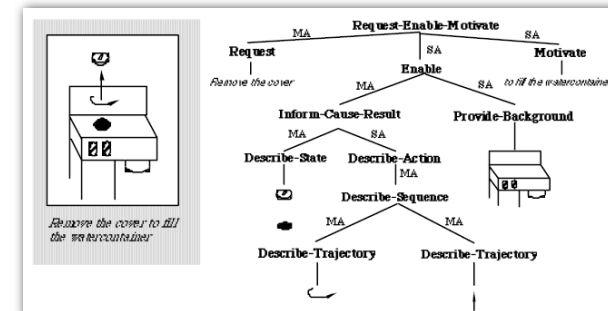 Remove the cover to fill
the watercontainer
Request-Enable-Motivate
MA
SA
SA
Request
Enable
Motivate
Remove the cover
MA
SA
to fill the watercontaine
Inform-Cause-Result
Provide-Background
MA
SA
Describe-State
Describe-Action
MA
Describe-Sequence
MA
MA
Describe-Trajectory
Describe-Trajectory